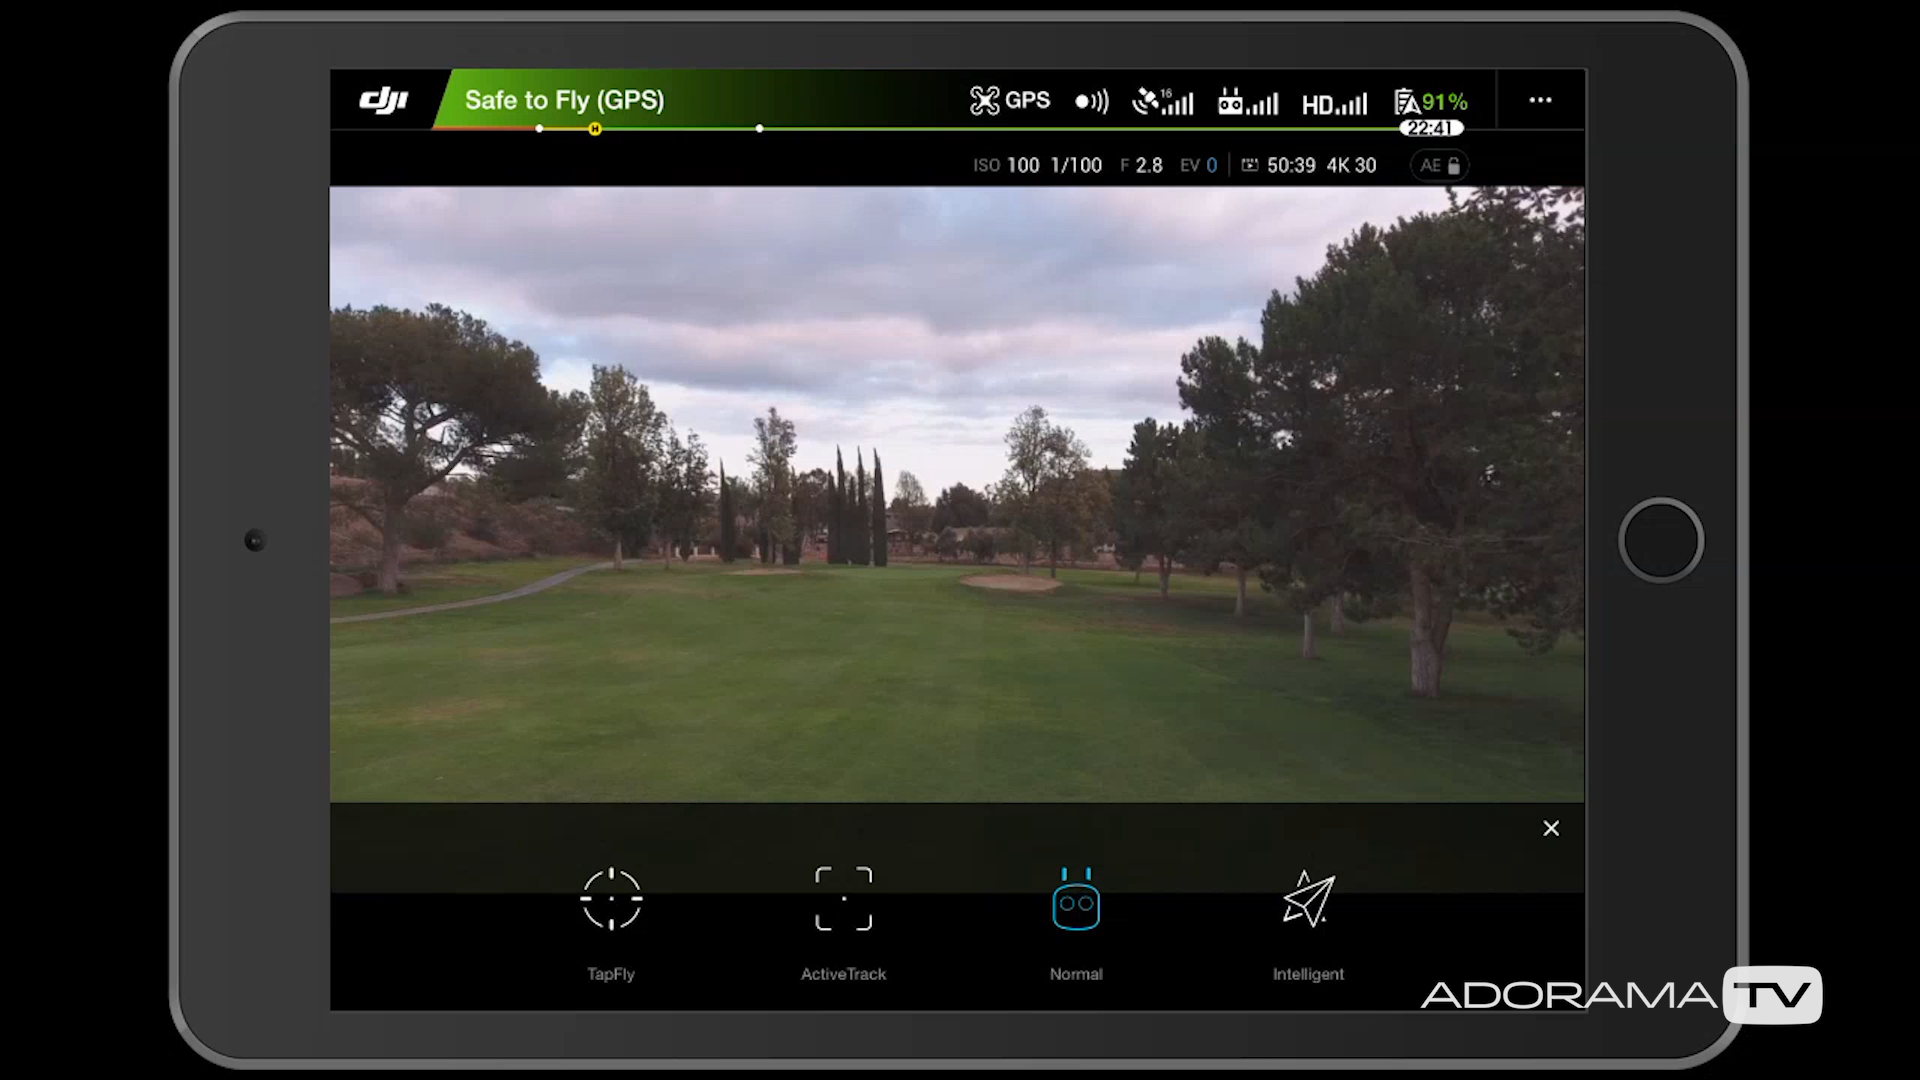 dji Safe to Fly (GPS) GPS 16 HD 91%
H 22:41
ISO 100 1/100 F 2.8 EV 0 50:39 4K 30 AE
TapFly ActiveTrack Normal Intelligent
ADORAMA TV